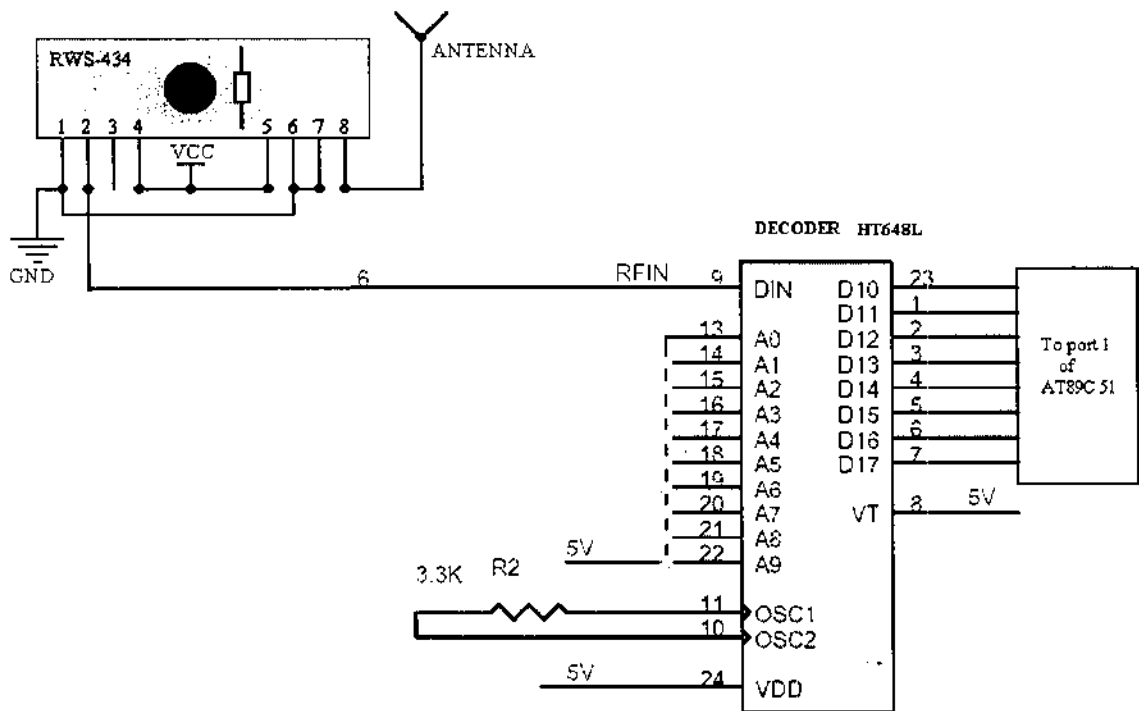 RWS-434
ANTENNA
1 2 3 4 5 6 7 8
VCC
GND
DECODER HT648L
6 RFIN 9 DIN D10 23
D11 1
13 A0 D12 2
14 A1 D13 3
15 A2 D14 4
16 A3 D15 5
17 A4 D16 6
18 A5 D17 7
19 A6
20 A7 VT 8 5V
21 A8
5V 22 A9
To port 1
of
AT89C 51
3.3K R2
11 OSC1
10 OSC2
5V 24 VDD